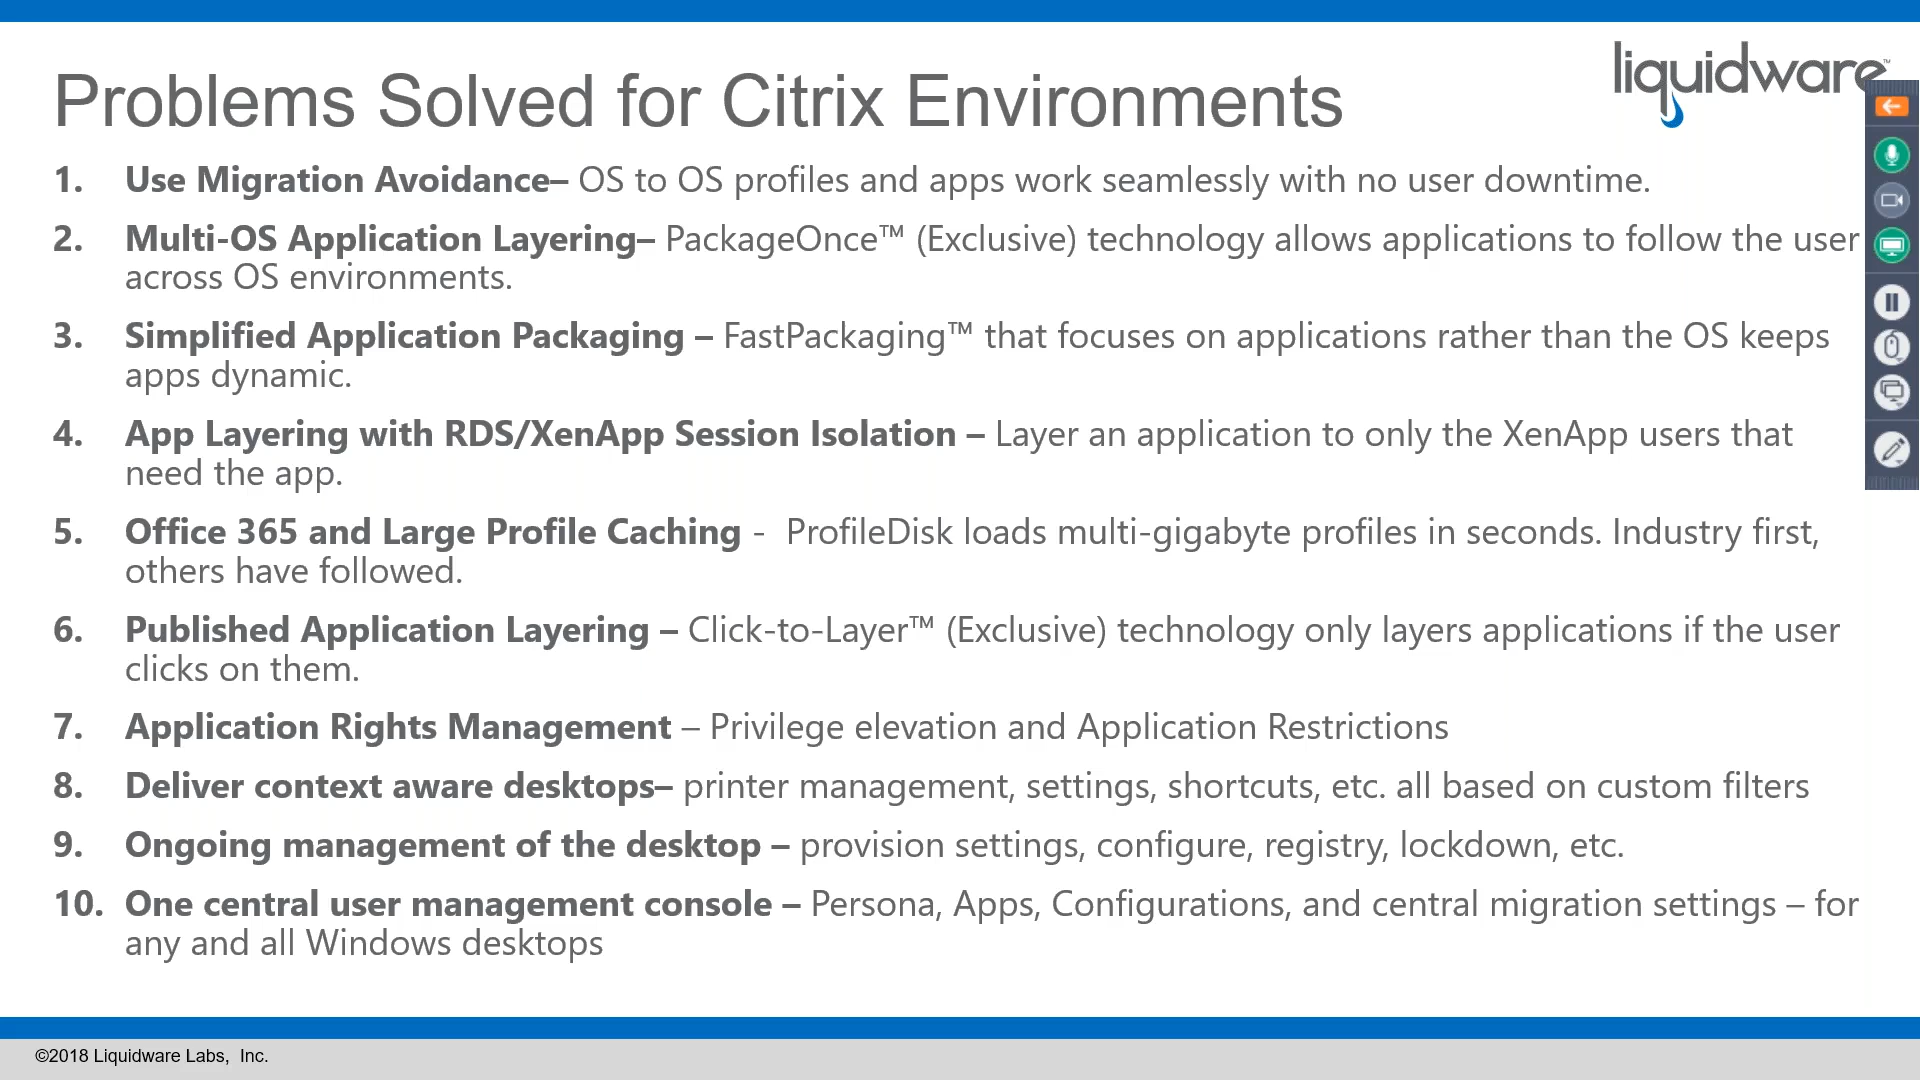 liquidware™
Problems Solved for Citrix Environments
1. Use Migration Avoidance– OS to OS profiles and apps work seamlessly with no user downtime.
2. Multi-OS Application Layering– PackageOnce™ (Exclusive) technology allows applications to follow the user
across OS environments.
3. Simplified Application Packaging – FastPackaging™ that focuses on applications rather than the OS keeps
apps dynamic.
4. App Layering with RDS/XenApp Session Isolation – Layer an application to only the XenApp users that
need the app.
5. Office 365 and Large Profile Caching - ProfileDisk loads multi-gigabyte profiles in seconds. Industry first,
others have followed.
6. Published Application Layering – Click-to-Layer™ (Exclusive) technology only layers applications if the user
clicks on them.
7. Application Rights Management – Privilege elevation and Application Restrictions
8. Deliver context aware desktops– printer management, settings, shortcuts, etc. all based on custom filters
9. Ongoing management of the desktop – provision settings, configure, registry, lockdown, etc.
10. One central user management console – Persona, Apps, Configurations, and central migration settings – for
any and all Windows desktops
©2018 Liquidware Labs, Inc.